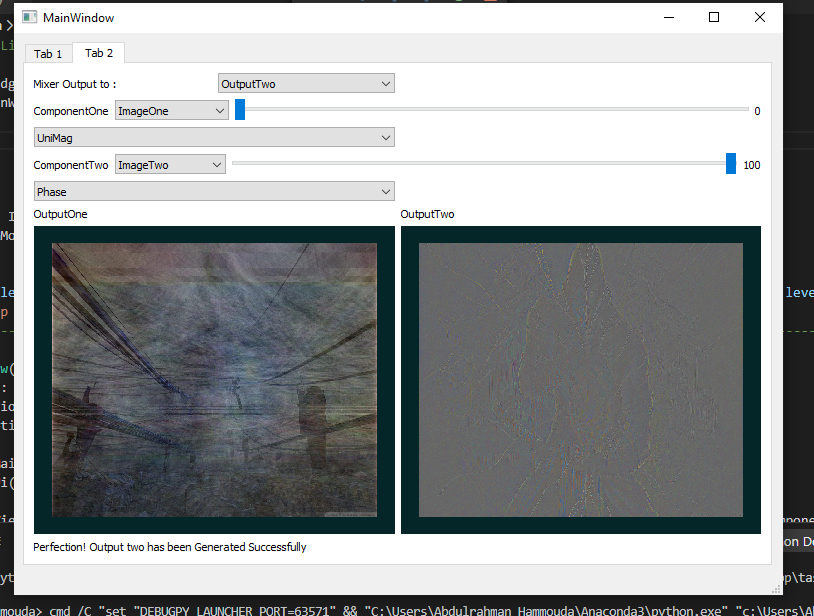 MainWindow
Tab 1
Tab 2
Mixer Output to :
OutputTwo
ComponentOne
ImageOne
0
UniMag
ComponentTwo
ImageTwo
100
Phase
OutputOne
OutputTwo
Perfection! Output two has been Generated Successfully
mouda> cmd /C "set "DEBUGPY_LAUNCHER_PORT=63571" && "C:\Users\Abdulrahman Hammouda\Anaconda3\python.exe" "c:\Users\Ab